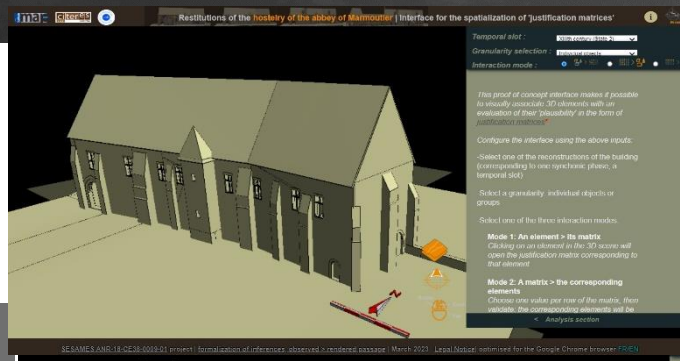 Restitutions of the hostelry of the abbey of Marmoutier | Interface for the spatialization of 'justification matrices'
Temporal slot :
Granularity selection : Individual objects
Interaction mode :
This proof of concept interface makes it possible
to visually associate 3D elements with an
evaluation of their 'plausibility' in the form of
justification matrices
Configure the interface using the above inputs:
-Select one of the reconstructions of the building
(corresponding to one synchronic phase, a
temporal slot)
-Select a granularity: individual objects or
groups
-Select one of the three interaction modes.
Mode 1: An element > its matrix
Clicking on an element in the 3D scene will
open the justification matrix corresponding to
that element
Mode 2: A matrix > the corresponding
elements
Choose one value per row of the matrix, then
validate: the corresponding elements will be
< Analysis section
SESAMES ANR-18-CE38-0009-01 project | formalization of inferences: observed > rendered passage | March 2023 | Legal Notice | optimised for the Google Chrome browser FR/EN